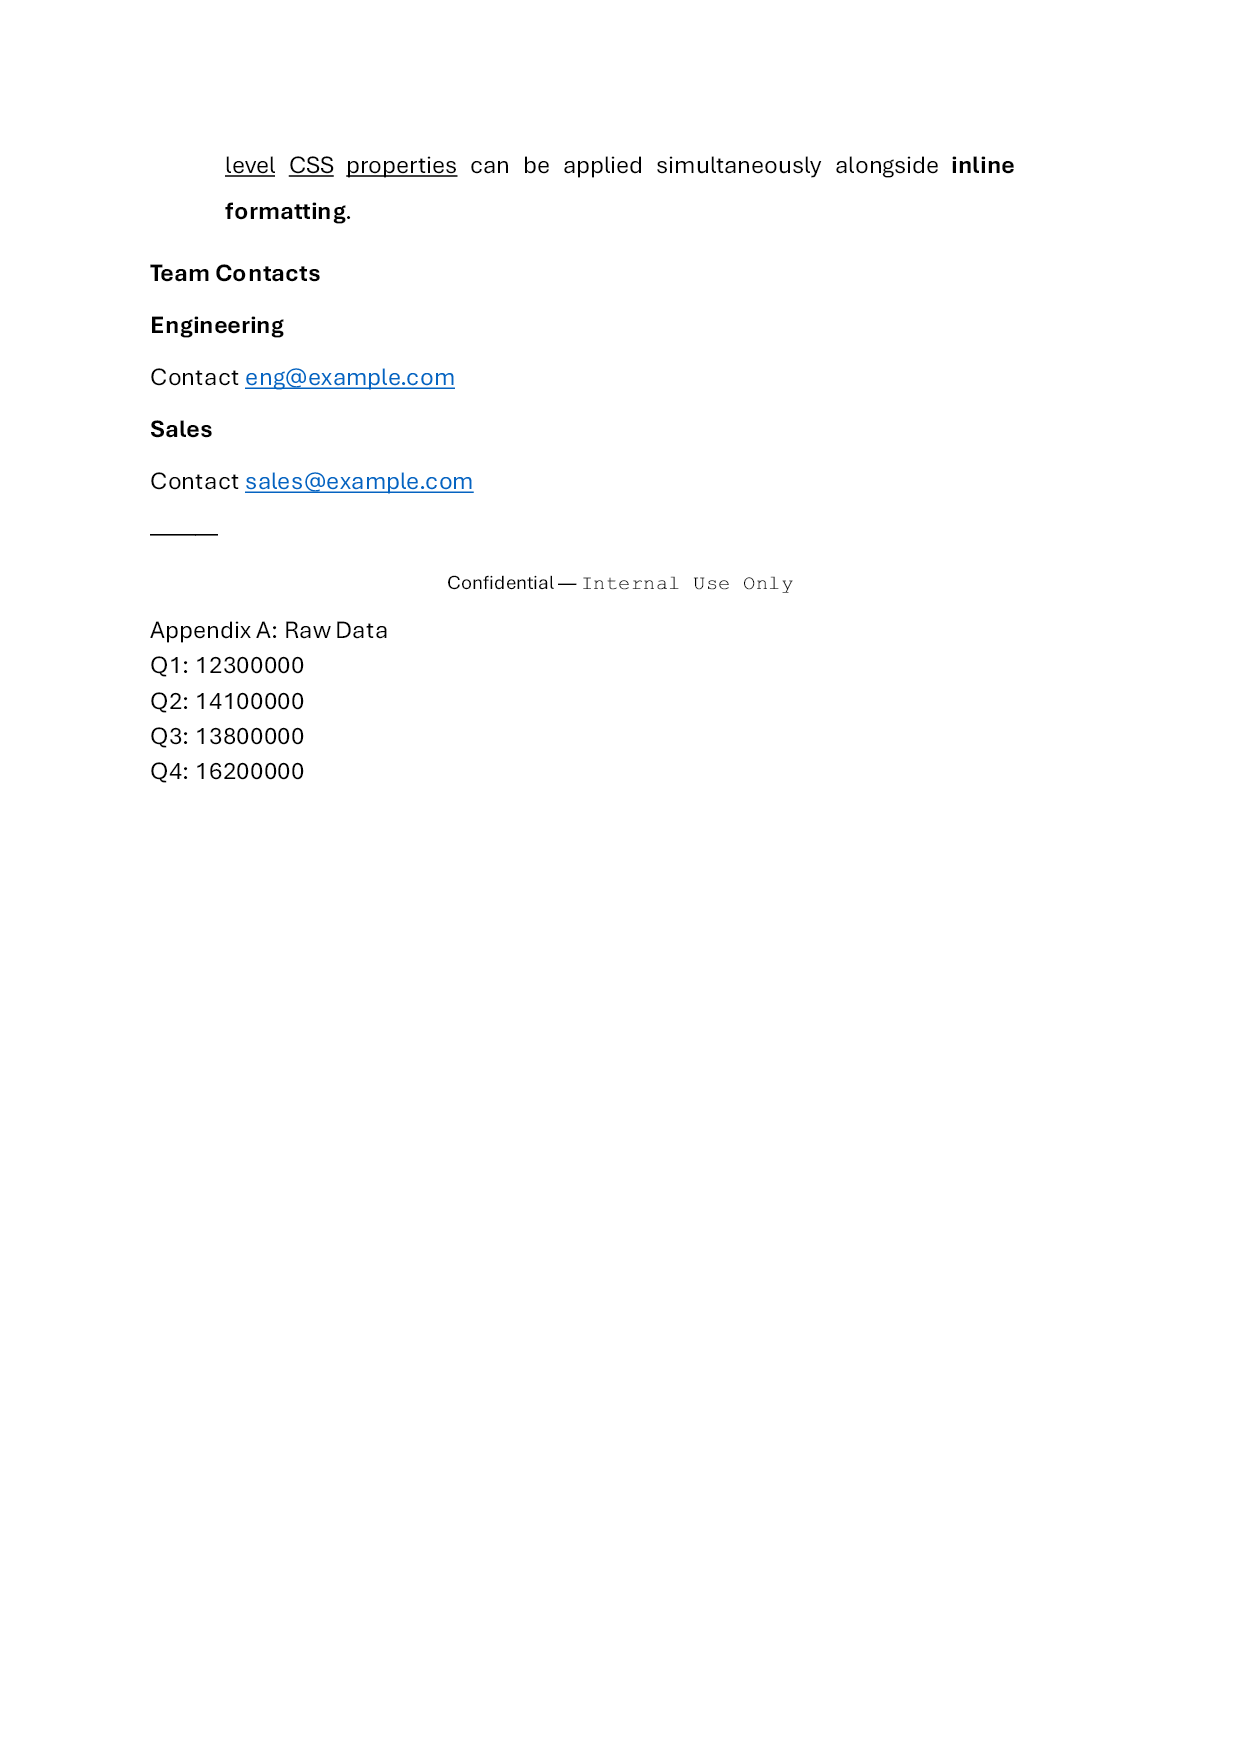 level CSS properties can be applied simultaneously alongside inline
formatting.
Team Contacts
Engineering
Contact eng@example.com
Sales
Contact sales@example.com
Confidential — Internal Use Only
Appendix A: Raw Data
Q1: 12300000
Q2: 14100000
Q3: 13800000
Q4: 16200000